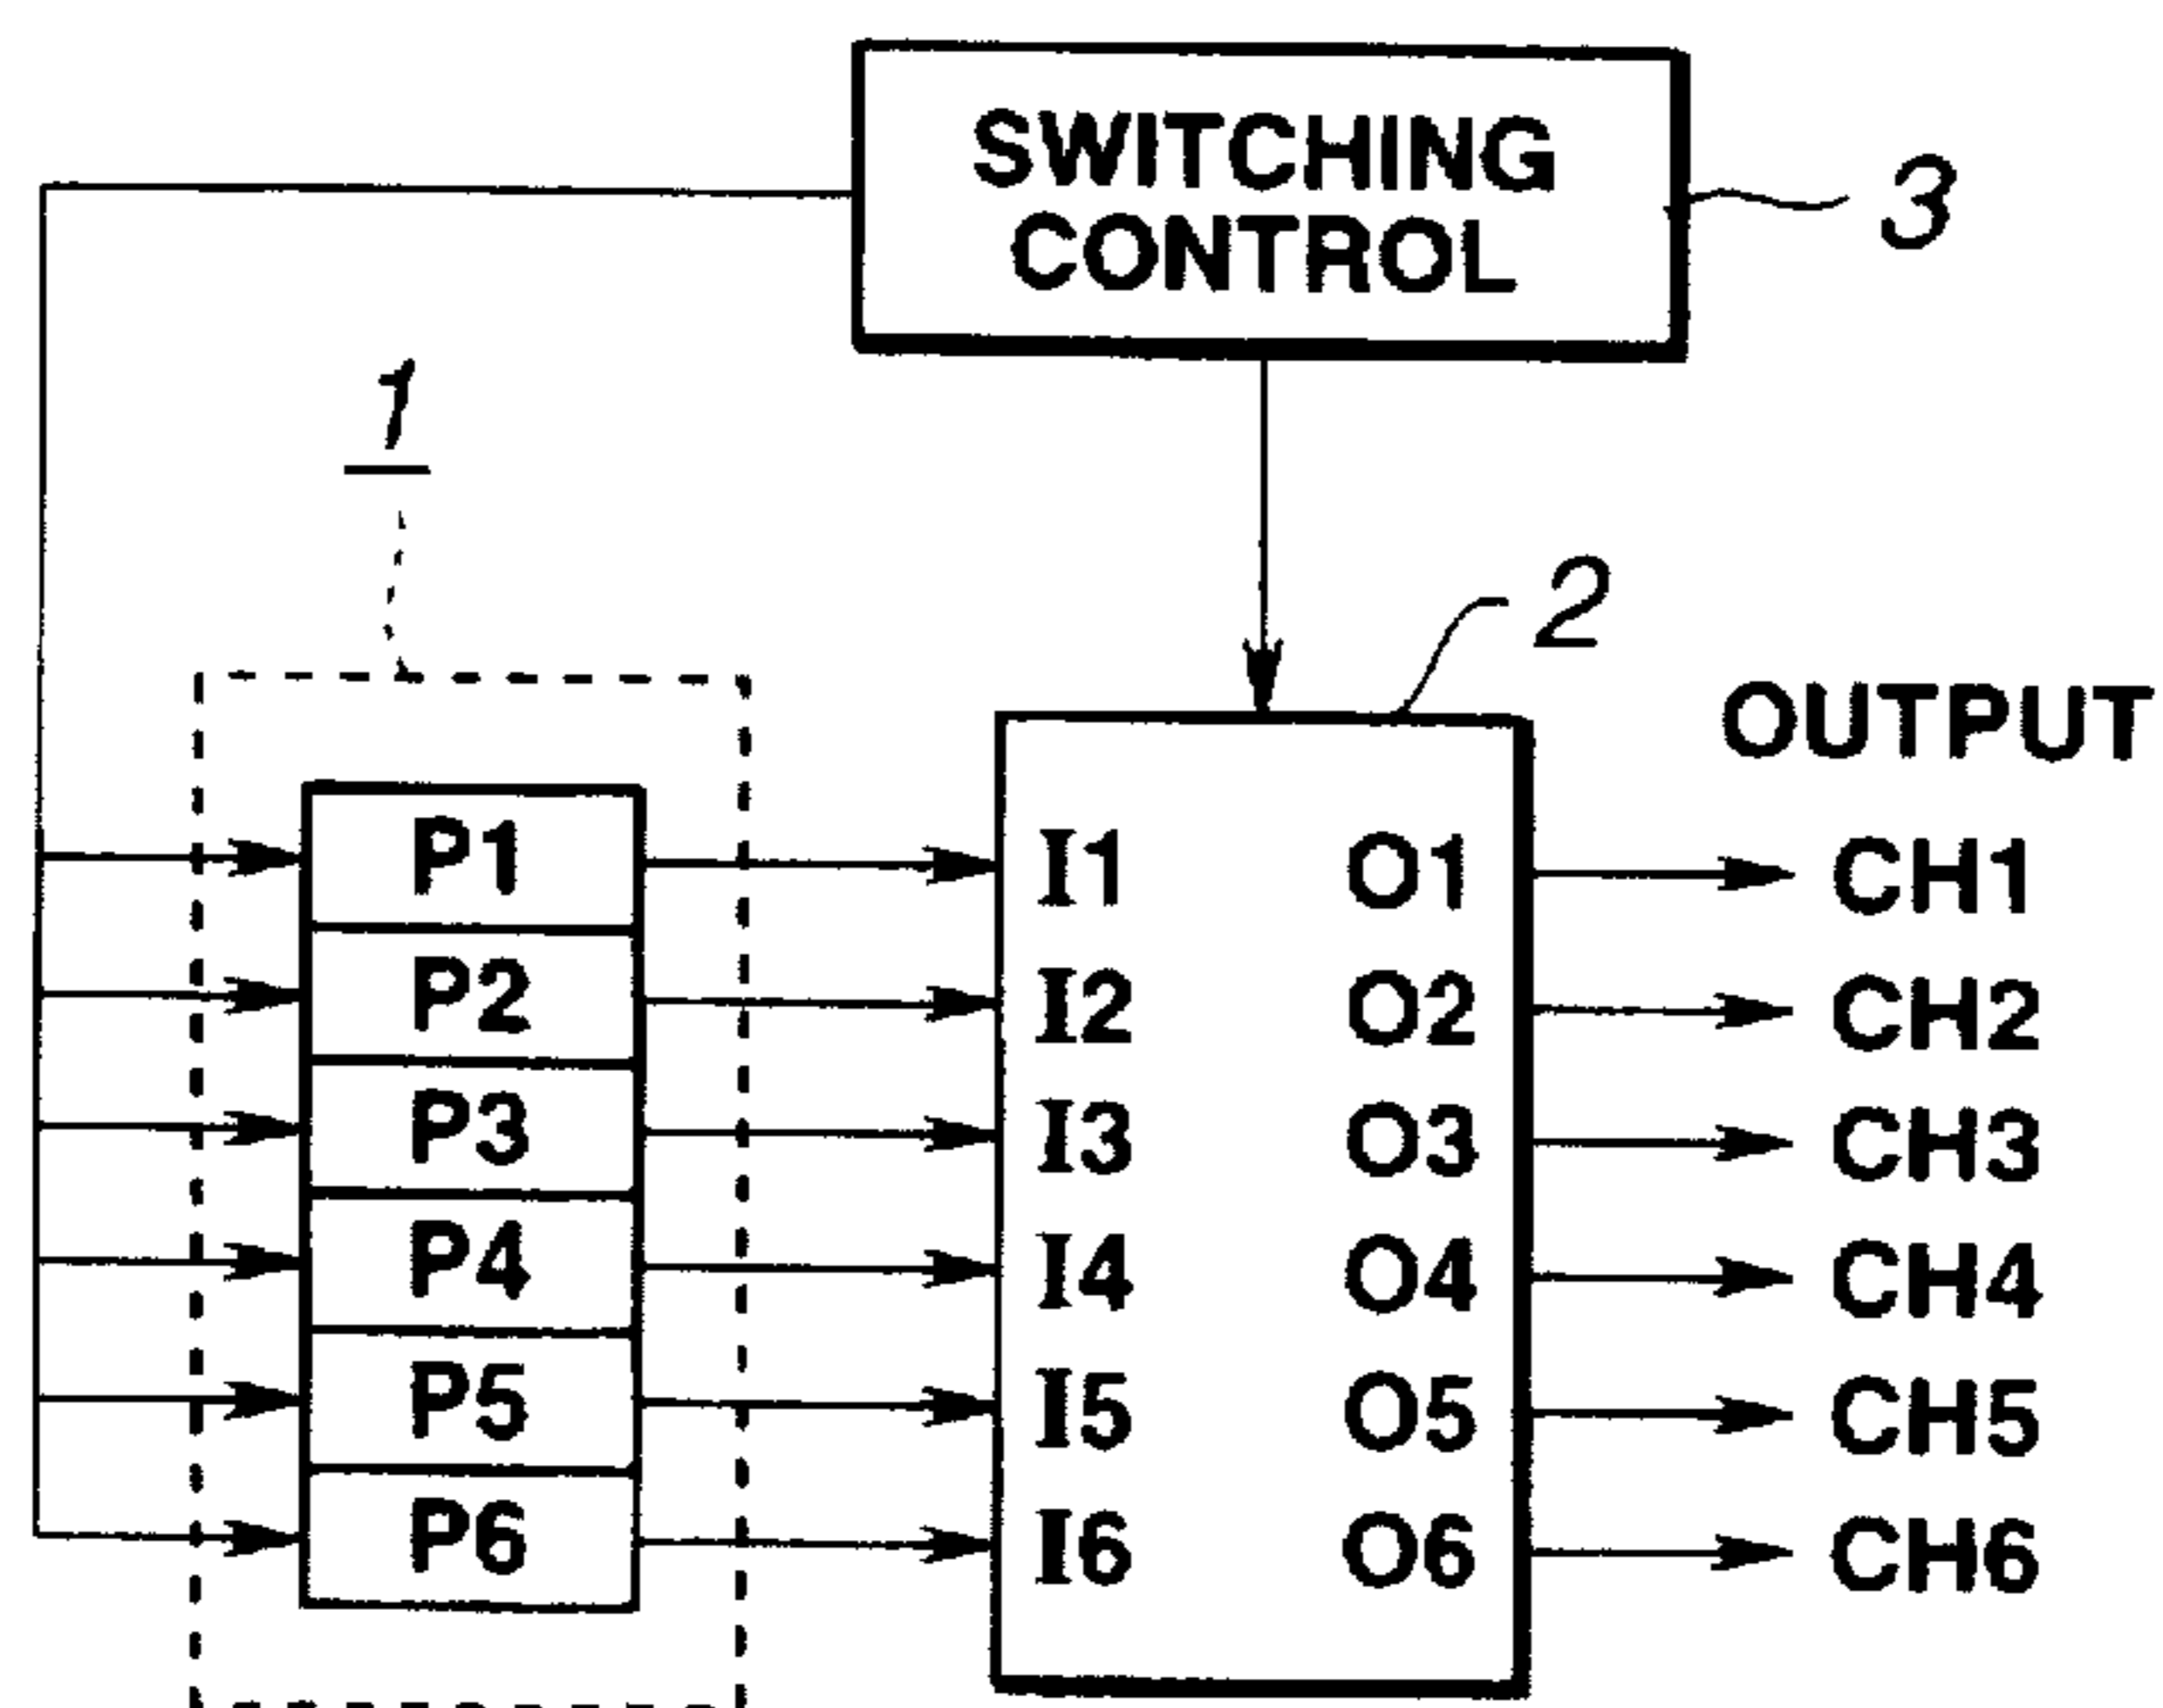 SWITCHING
CONTROL
3
1
2
OUTPUT
P1 I1 O1 CH1
P2 I2 O2 CH2
P3 I3 O3 CH3
P4 I4 O4 CH4
P5 I5 O5 CH5
P6 I6 O6 CH6